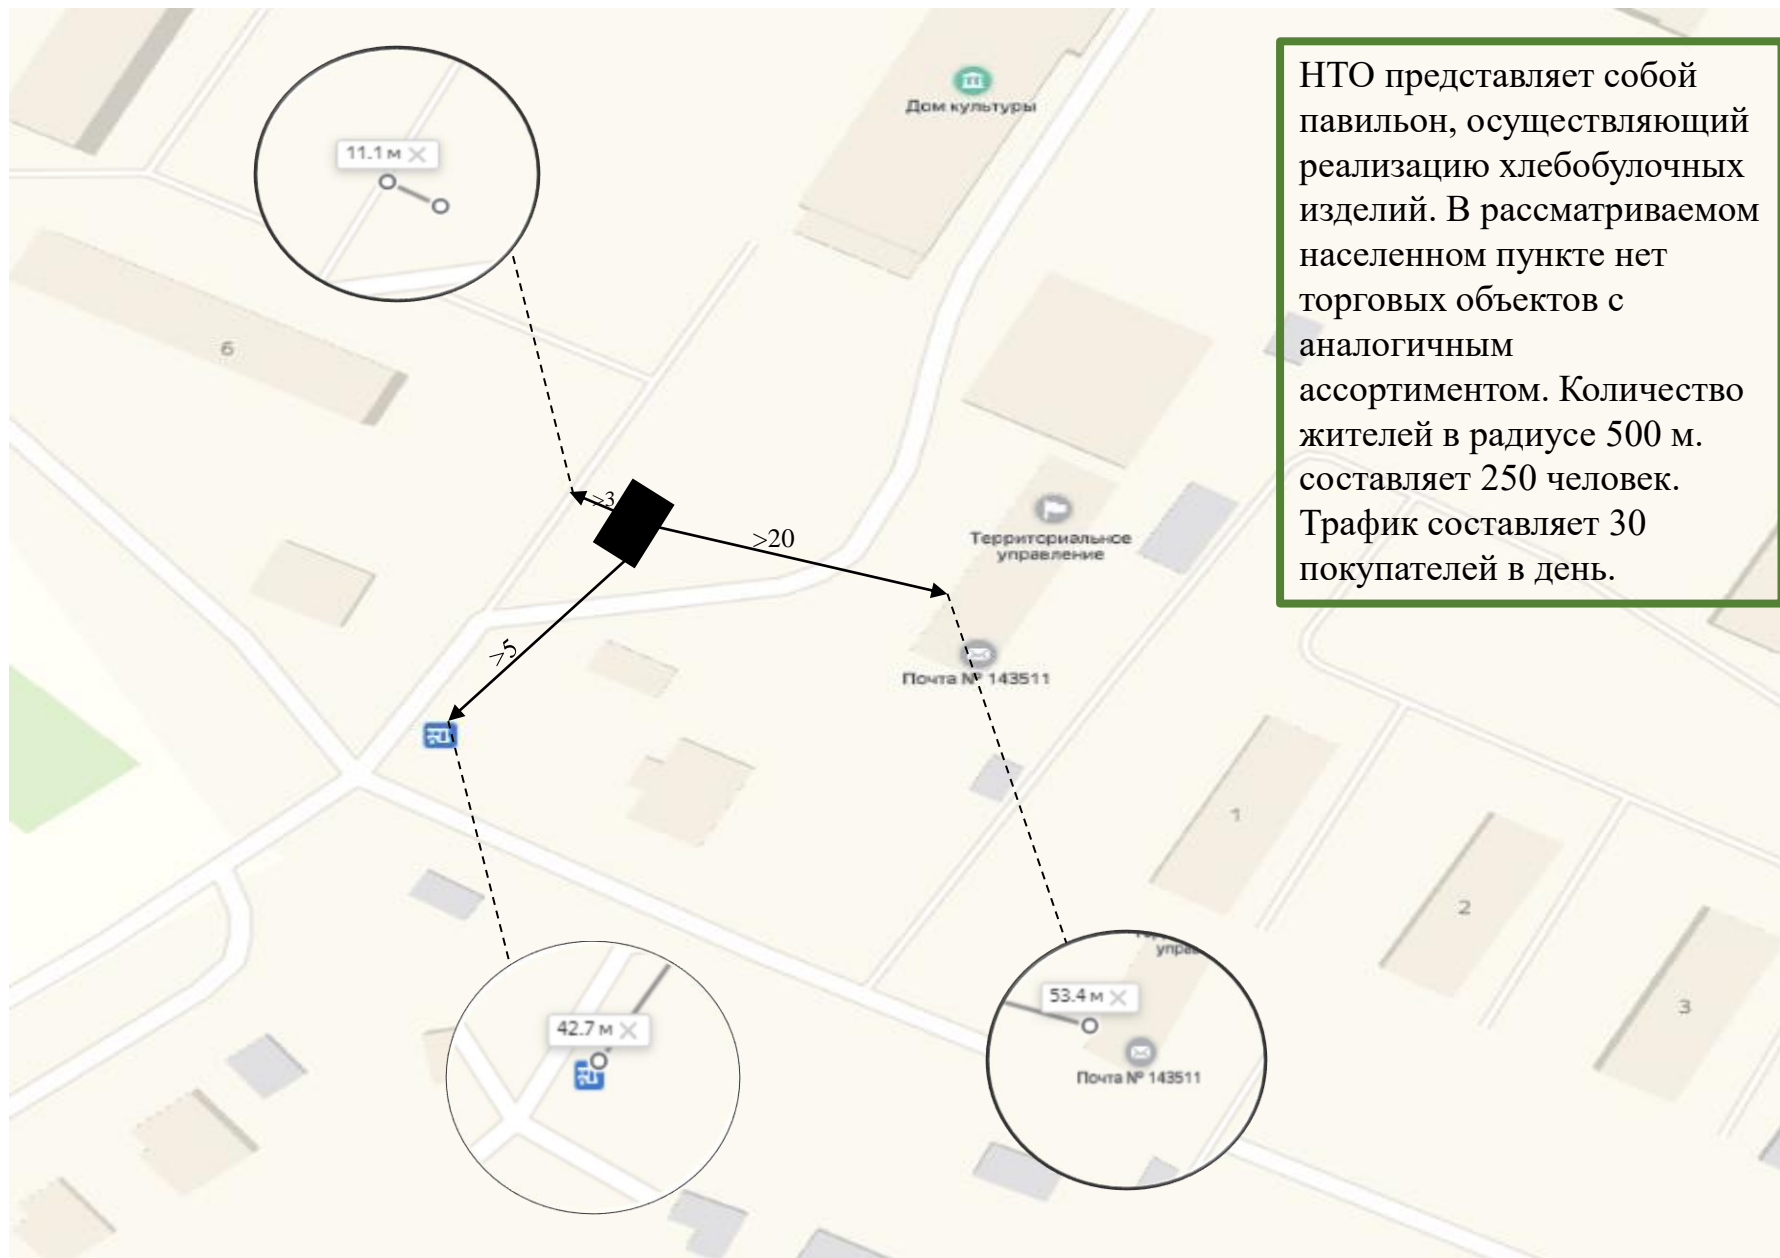 НТО представляет собой
павильон, осуществляющий
реализацию хлебобулочных
изделий. В рассматриваемом
населенном пункте нет
торговых объектов с
аналогичным
ассортиментом. Количество
жителей в радиусе 500 м.
составляет 250 человек.
Трафик составляет 30
покупателей в день.
Дом культуры
11.1 м
6
>3
>20
Территориальное
управление
>5
Почта № 143511
1
2
3
42.7 м
53.4 м
Почта № 143511